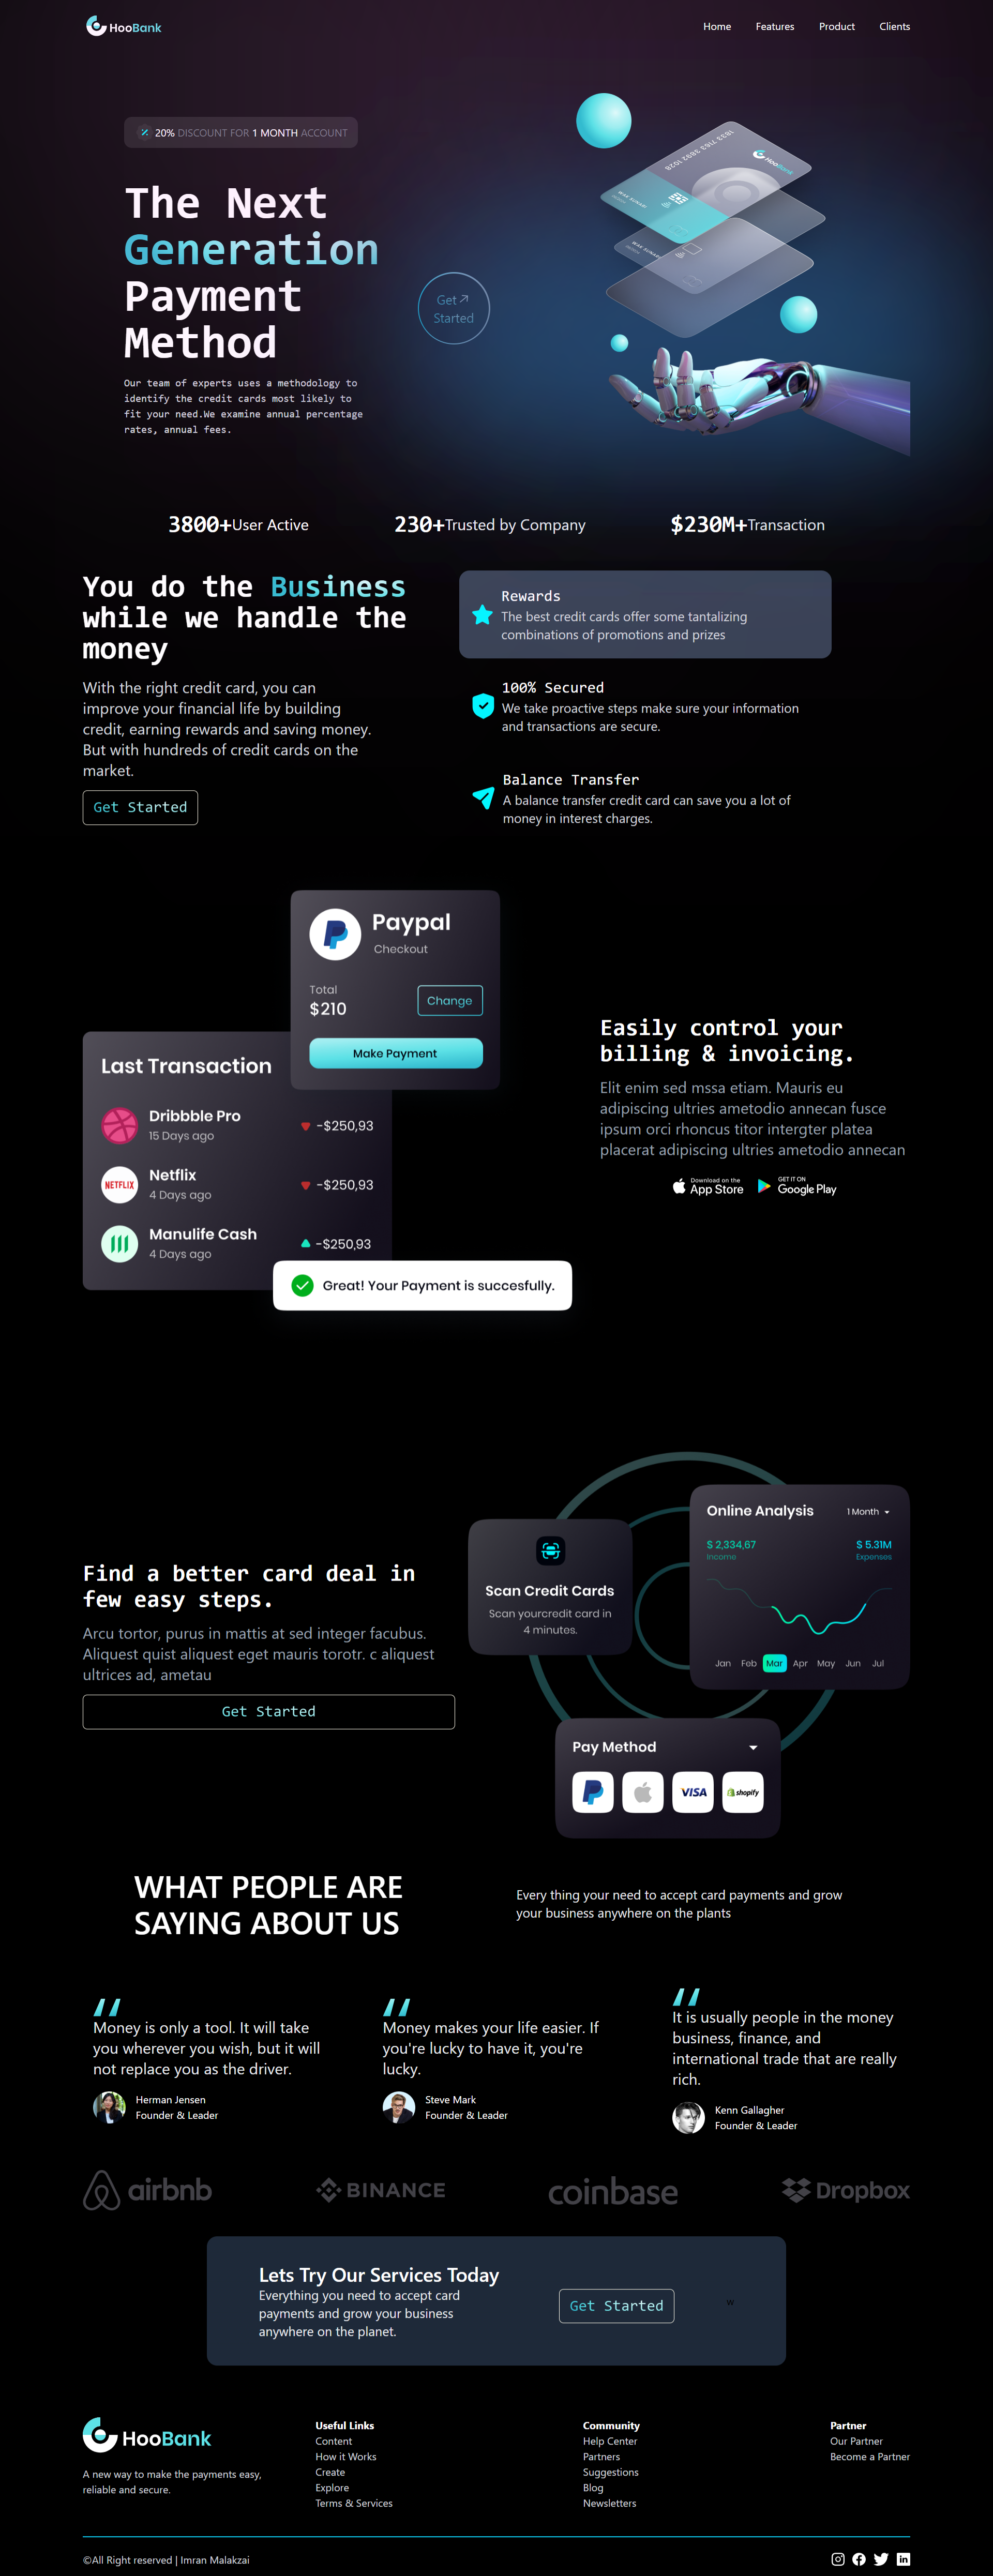 HooBank
Home Features Product Clients
20% DISCOUNT FOR 1 MONTH ACCOUNT
1633 7163 3892 1028
HooBank
The Next
Generation
Payment
Method
Get
Started
Our team of experts uses a methodology to
identify the credit cards most likely to
fit your need.We examine annual percentage
rates, annual fees.
3800+User Active
230+Trusted by Company
$230M+Transaction
You do the Business
while we handle the
money
With the right credit card, you can
improve your financial life by building
credit, earning rewards and saving money.
But with hundreds of credit cards on the
market.
Get Started
Rewards
The best credit cards offer some tantalizing
combinations of promotions and prizes
100% Secured
We take proactive steps make sure your information
and transactions are secure.
Balance Transfer
A balance transfer credit card can save you a lot of
money in interest charges.
Paypal
Checkout
Total
$210
Change
Make Payment
Last Transaction
Dribbble Pro
15 Days ago
-$250,93
NETFLIX
Netflix
4 Days ago
-$250,93
Manulife Cash
4 Days ago
-$250,93
Great! Your Payment is succesfully.
Easily control your
billing & invoicing.
Elit enim sed mssa etiam. Mauris eu
adipiscing ultries ametodio annecan fusce
ipsum orci rhoncus titor intergter platea
placerat adipiscing ultries ametodio annecan
Download on the
App Store
GET IT ON
Google Play
Find a better card deal in
few easy steps.
Arcu tortor, purus in mattis at sed integer facubus.
Aliquest quist aliquest eget mauris torotr. c aliquest
ultrices ad, ametau
Get Started
Scan Credit Cards
Scan yourcredit card in
4 minutes.
Online Analysis
1 Month
$ 2,334,67
Income
$ 5.31M
Expenses
Jan Feb Mar Apr May Jun Jul
Pay Method
VISA
shopify
WHAT PEOPLE ARE
SAYING ABOUT US
Every thing your need to accept card payments and grow
your business anywhere on the plants
Money is only a tool. It will take
you wherever you wish, but it will
not replace you as the driver.
Herman Jensen
Founder & Leader
Money makes your life easier. If
you're lucky to have it, you're
lucky.
Steve Mark
Founder & Leader
It is usually people in the money
business, finance, and
international trade that are really
rich.
Kenn Gallagher
Founder & Leader
airbnb
BINANCE
coinbase
Dropbox
Lets Try Our Services Today
Everything you need to accept card
payments and grow your business
anywhere on the planet.
Get Started
w
HooBank
A new way to make the payments easy,
reliable and secure.
Useful Links
Content
How it Works
Create
Explore
Terms & Services
Community
Help Center
Partners
Suggestions
Blog
Newsletters
Partner
Our Partner
Become a Partner
©All Right reserved | Imran Malakzai